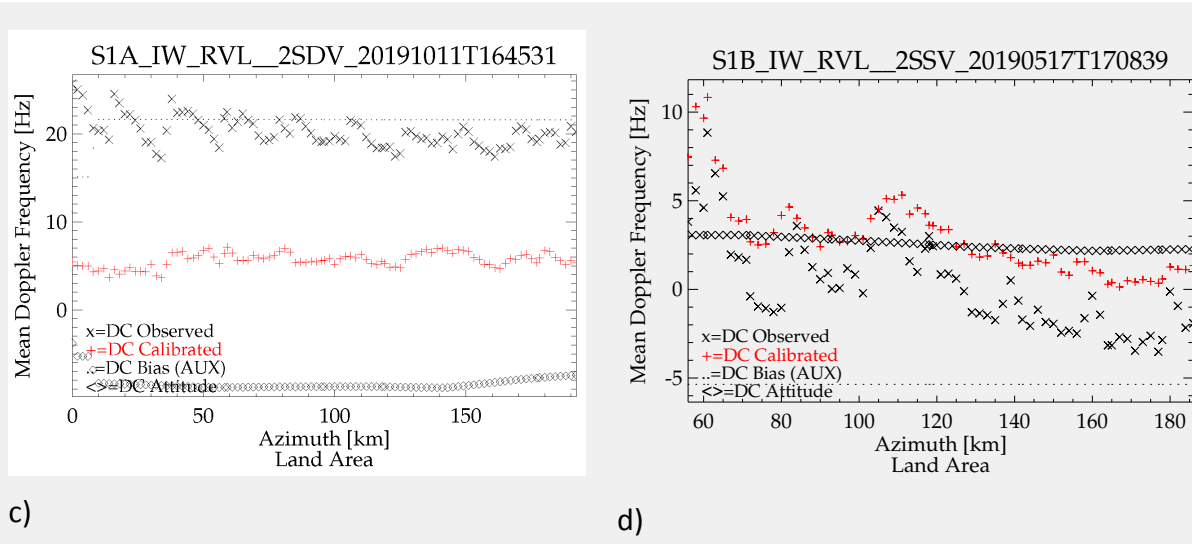 S1A_IW_RVL__2SDV_20191011T164531
Mean Doppler Frequency [Hz]
20
10
0
x=DC Observed
+=DC Calibrated
..=DC Bias (AUX)
<>=DC Attitude
0
50
100
150
Azimuth [km]
Land Area
c)
S1B_IW_RVL__2SSV_20190517T170839
Mean Doppler Frequency [Hz]
10
5
0
-5
x=DC Observed
+=DC Calibrated
..=DC Bias (AUX)
<>=DC Attitude
60
80
100
120
140
160
180
Azimuth [km]
Land Area
d)